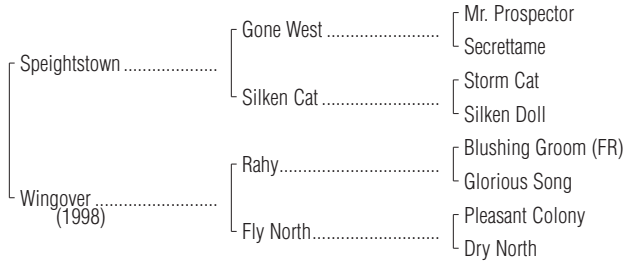 Mr. Prospector
Gone West ........................
Secrettame
Speightstown ....................
Storm Cat
Silken Cat .........................
Silken Doll
Blushing Groom (FR)
Rahy..................................
Glorious Song
Wingover ..........................
(1998)
Pleasant Colony
Fly North...........................
Dry North